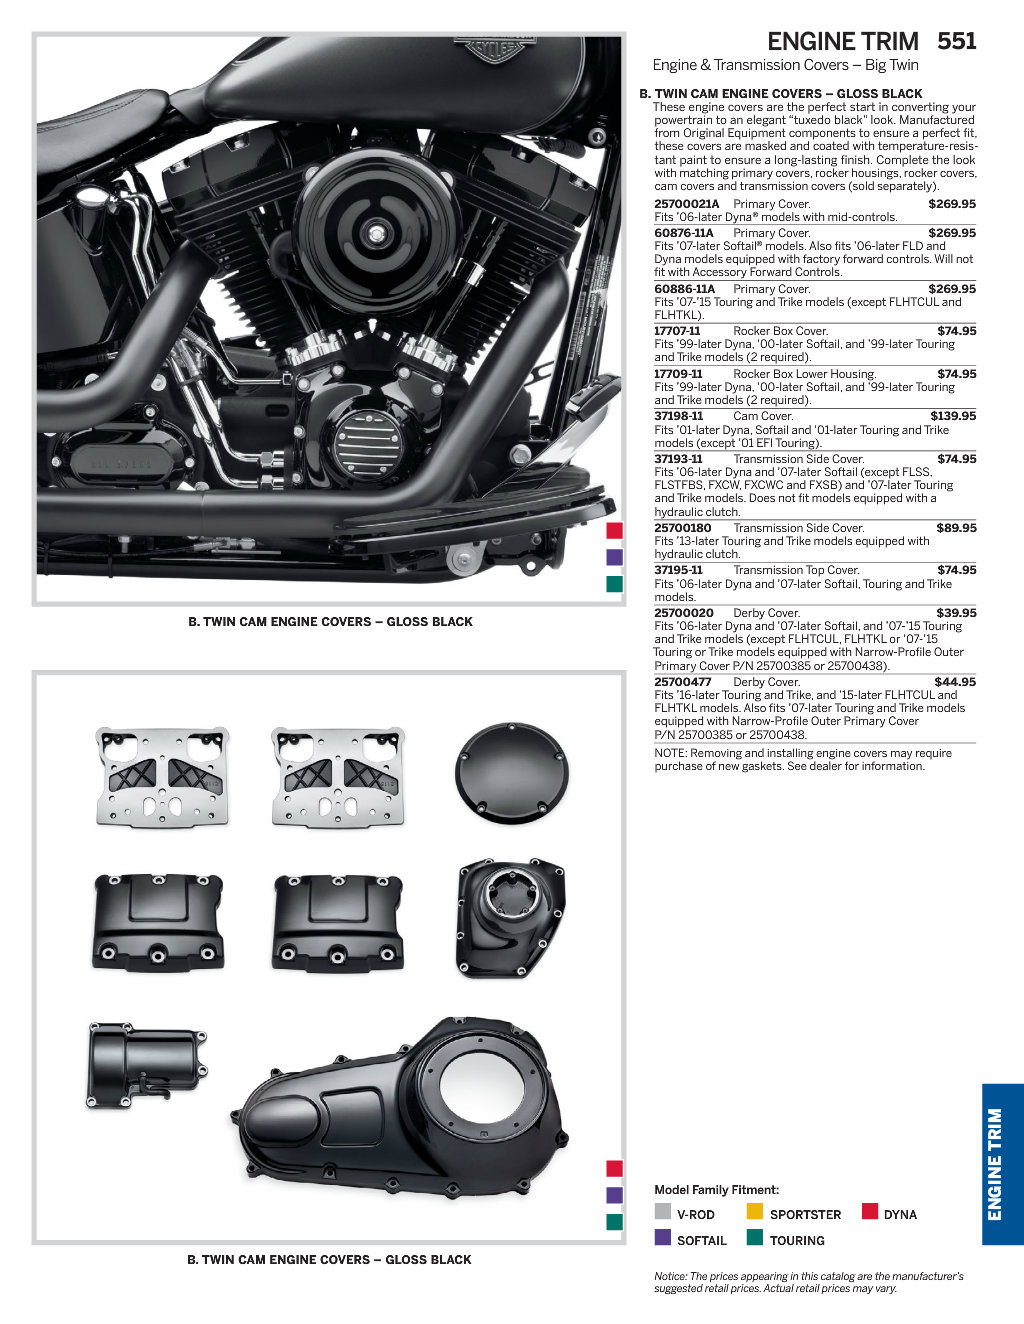 ENGINE TRIM 551
Engine & Transmission Covers – Big Twin
B. TWIN CAM ENGINE COVERS – GLOSS BLACK
These engine covers are the perfect start in converting your
powertrain to an elegant “tuxedo black” look. Manufactured
from Original Equipment components to ensure a perfect fit,
these covers are masked and coated with temperature-resis-
tant paint to ensure a long-lasting finish. Complete the look
with matching primary covers, rocker housings, rocker covers,
cam covers and transmission covers (sold separately).
25700021A Primary Cover. $269.95
Fits ’06-later Dyna® models with mid-controls.
60876-11A Primary Cover. $269.95
Fits ’07-later Softail® models. Also fits ’06-later FLD and
Dyna models equipped with factory forward controls. Will not
fit with Accessory Forward Controls.
60886-11A Primary Cover. $269.95
Fits ’07-’15 Touring and Trike models (except FLHTCUL and
FLHTKL).
17707-11 Rocker Box Cover. $74.95
Fits ’99-later Dyna, ’00-later Softail, and ’99-later Touring
and Trike models (2 required).
17709-11 Rocker Box Lower Housing. $74.95
Fits ’99-later Dyna, ’00-later Softail, and ’99-later Touring
and Trike models (2 required).
37198-11 Cam Cover. $139.95
Fits ’01-later Dyna, Softail and ’01-later Touring and Trike
models (except ’01 EFI Touring).
37193-11 Transmission Side Cover. $74.95
Fits ’06-later Dyna and ’07-later Softail (except FLSS,
FLSTFBS, FXCW, FXCWC and FXSB) and ’07-later Touring
and Trike models. Does not fit models equipped with a
hydraulic clutch.
25700180 Transmission Side Cover. $89.95
Fits ’13-later Touring and Trike models equipped with
hydraulic clutch.
37195-11 Transmission Top Cover. $74.95
Fits ’06-later Dyna and ’07-later Softail, Touring and Trike
models.
25700020 Derby Cover. $39.95
Fits ’06-later Dyna and ’07-later Softail, and ’07-’15 Touring
and Trike models (except FLHTCUL, FLHTKL or ’07-’15
Touring or Trike models equipped with Narrow-Profile Outer
Primary Cover P/N 25700385 or 25700438).
25700477 Derby Cover. $44.95
Fits ’16-later Touring and Trike, and ’15-later FLHTCUL and
FLHTKL models. Also fits ’07-later Touring and Trike models
equipped with Narrow-Profile Outer Primary Cover
P/N 25700385 or 25700438.
NOTE: Removing and installing engine covers may require
purchase of new gaskets. See dealer for information.
CYCLES
SIX SPEED
B. TWIN CAM ENGINE COVERS – GLOSS BLACK
B. TWIN CAM ENGINE COVERS – GLOSS BLACK
ENGINE TRIM
Model Family Fitment:
V-ROD SPORTSTER DYNA
SOFTAIL TOURING
Notice: The prices appearing in this catalog are the manufacturer’s
suggested retail prices. Actual retail prices may vary.